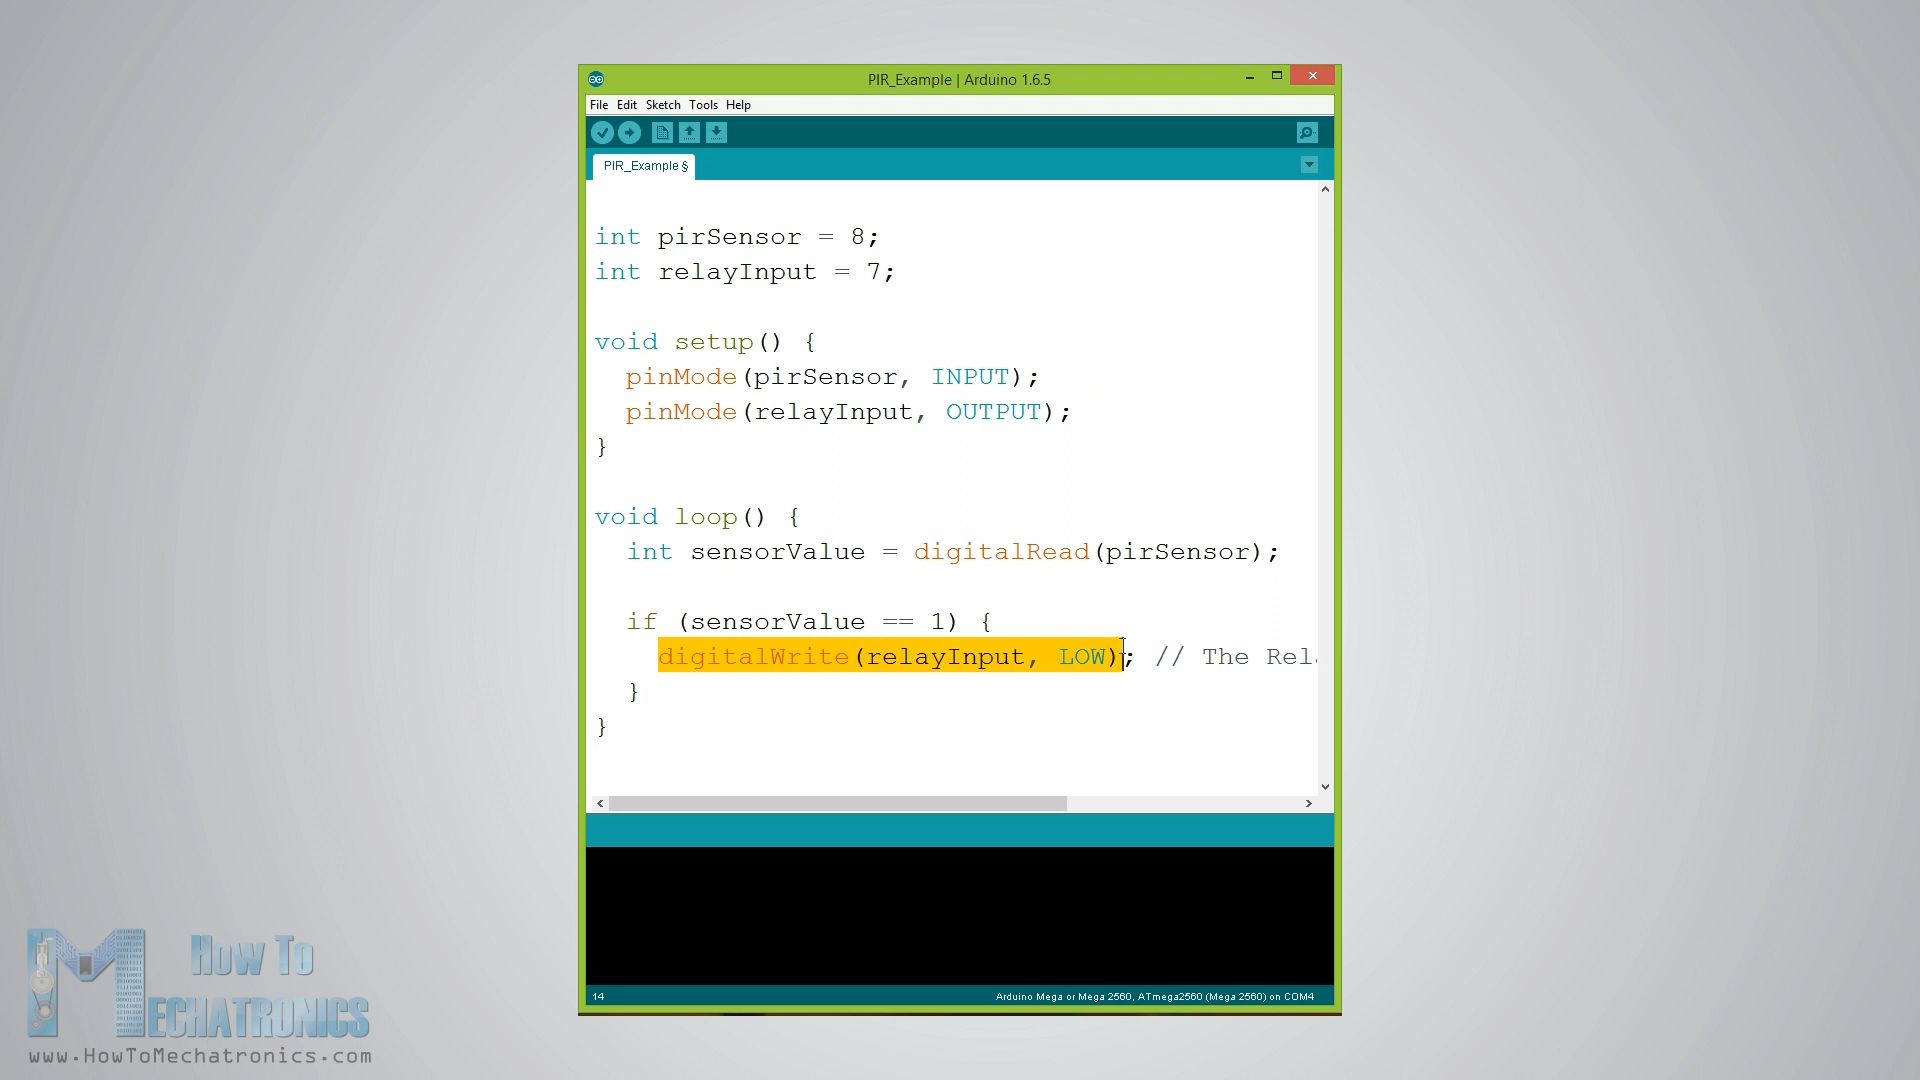 PIR_Example | Arduino 1.6.5
File Edit Sketch Tools Help
PIR_Example §
int pirSensor = 8;
int relayInput = 7;
void setup() {
pinMode(pirSensor, INPUT);
pinMode(relayInput, OUTPUT);
}
void loop() {
int sensorValue = digitalRead(pirSensor);
if (sensorValue == 1) {
digitalWrite(relayInput, LOW); // The
}
}
14
Arduino Mega or Mega 2560, ATmega2560 (Mega 2560) on COM4
How To
MECHATRONICS
www.HowToMechatronics.com